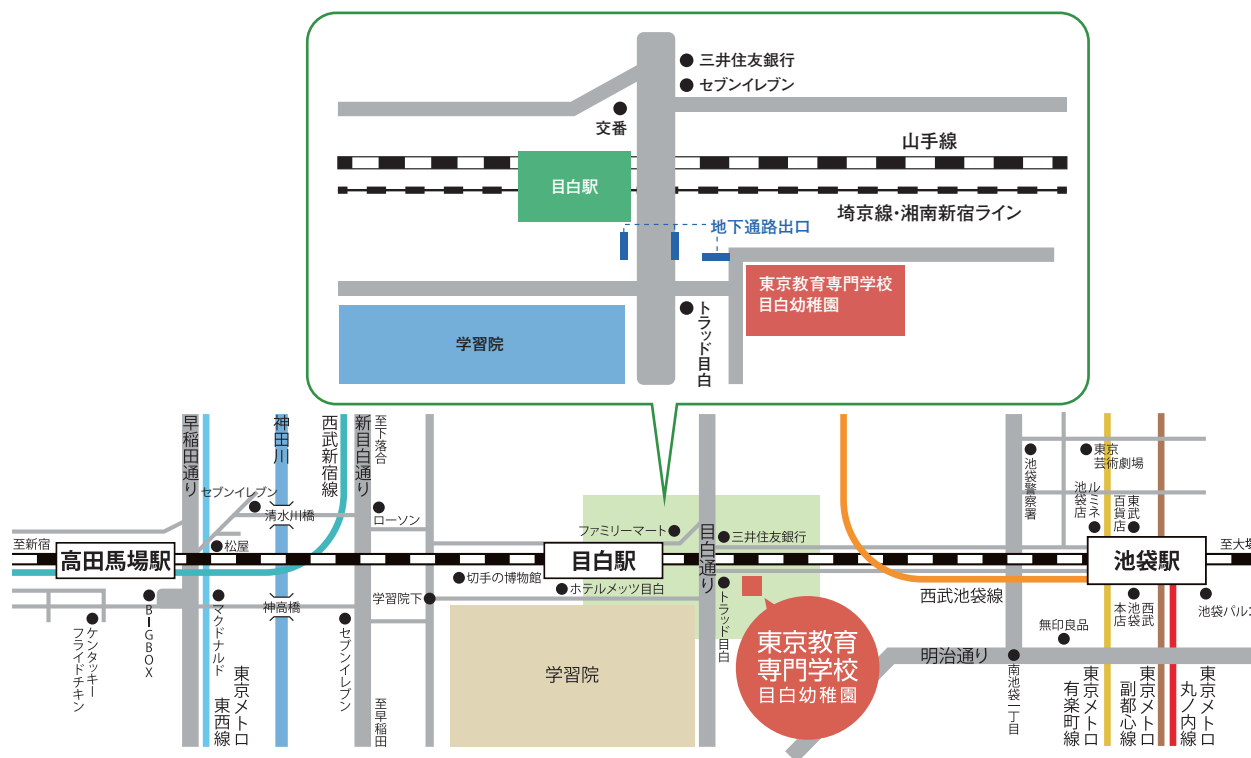 三井住友銀行
セブンイレブン
交番
山手線
目白駅
埼京線・湘南新宿ライン
地下通路出口
東京教育専門学校
目白幼稚園
トラッド目白
学習院
早稲田通り
神田川
西武新宿線
新目白通り
至下落合
セブンイレブン
清水川橋
ローソン
ファミリーマート
目白通り
三井住友銀行
池袋警察署
東京
芸術劇場
ルミネ
池袋店
東武
百貨店
至新宿
高田馬場駅
松屋
目白駅
池袋駅
至大塚
切手の博物館
ホテルメッツ目白
学習院下
トラッド目白
西武池袋線
BIGBOX
マクドナルド
神高橋
セブンイレブン
ケンタッキー
フライドチキン
西武
池袋
本店
池袋パルコ
無印良品
明治通り
南池袋一丁目
学習院
東京教育
専門学校
目白幼稚園
東京メトロ
東西線
至早稲田
東京メトロ
有楽町線
東京メトロ
副都心線
東京メトロ
丸ノ内線